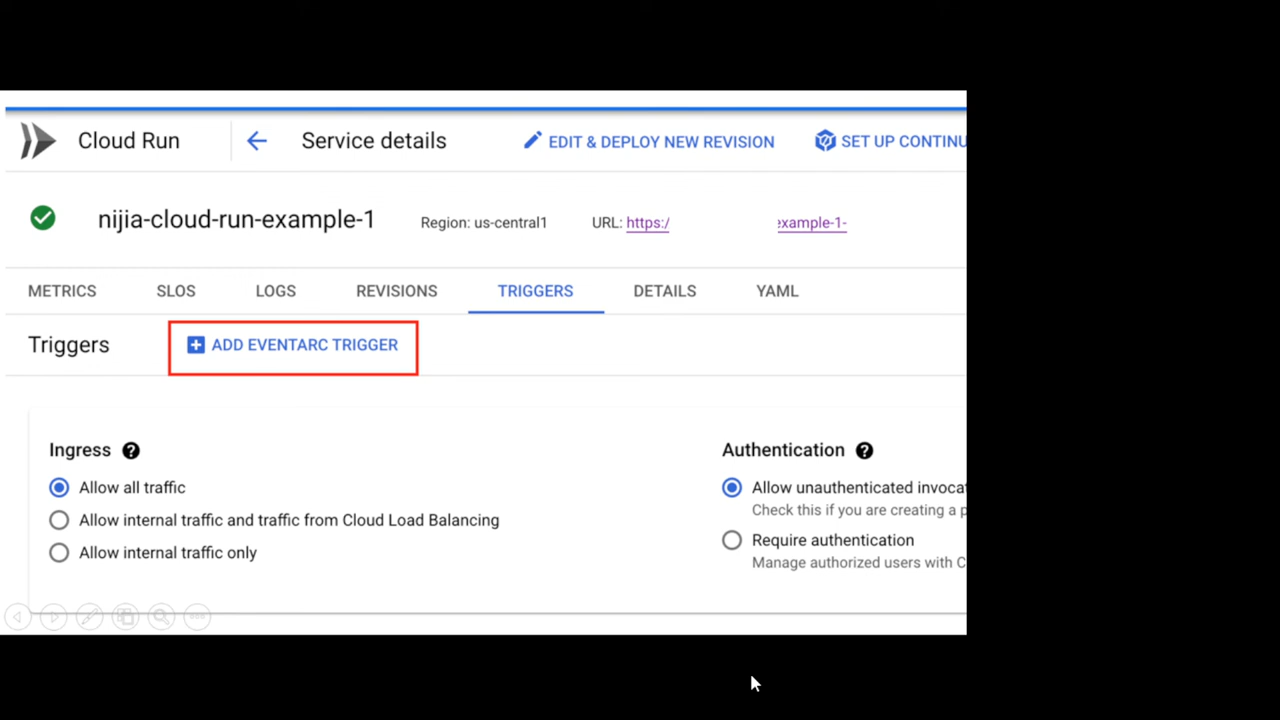 Cloud Run Service details EDIT & DEPLOY NEW REVISION SET UP CONTINU
nijia-cloud-run-example-1 Region: us-central1 URL: https:/ example-1-
METRICS SLOS LOGS REVISIONS TRIGGERS DETAILS YAML
Triggers ADD EVENTARC TRIGGER
Ingress
Allow all traffic
Allow internal traffic and traffic from Cloud Load Balancing
Allow internal traffic only
Authentication
Allow unauthenticated invocat
Check this if you are creating a p
Require authentication
Manage authorized users with C